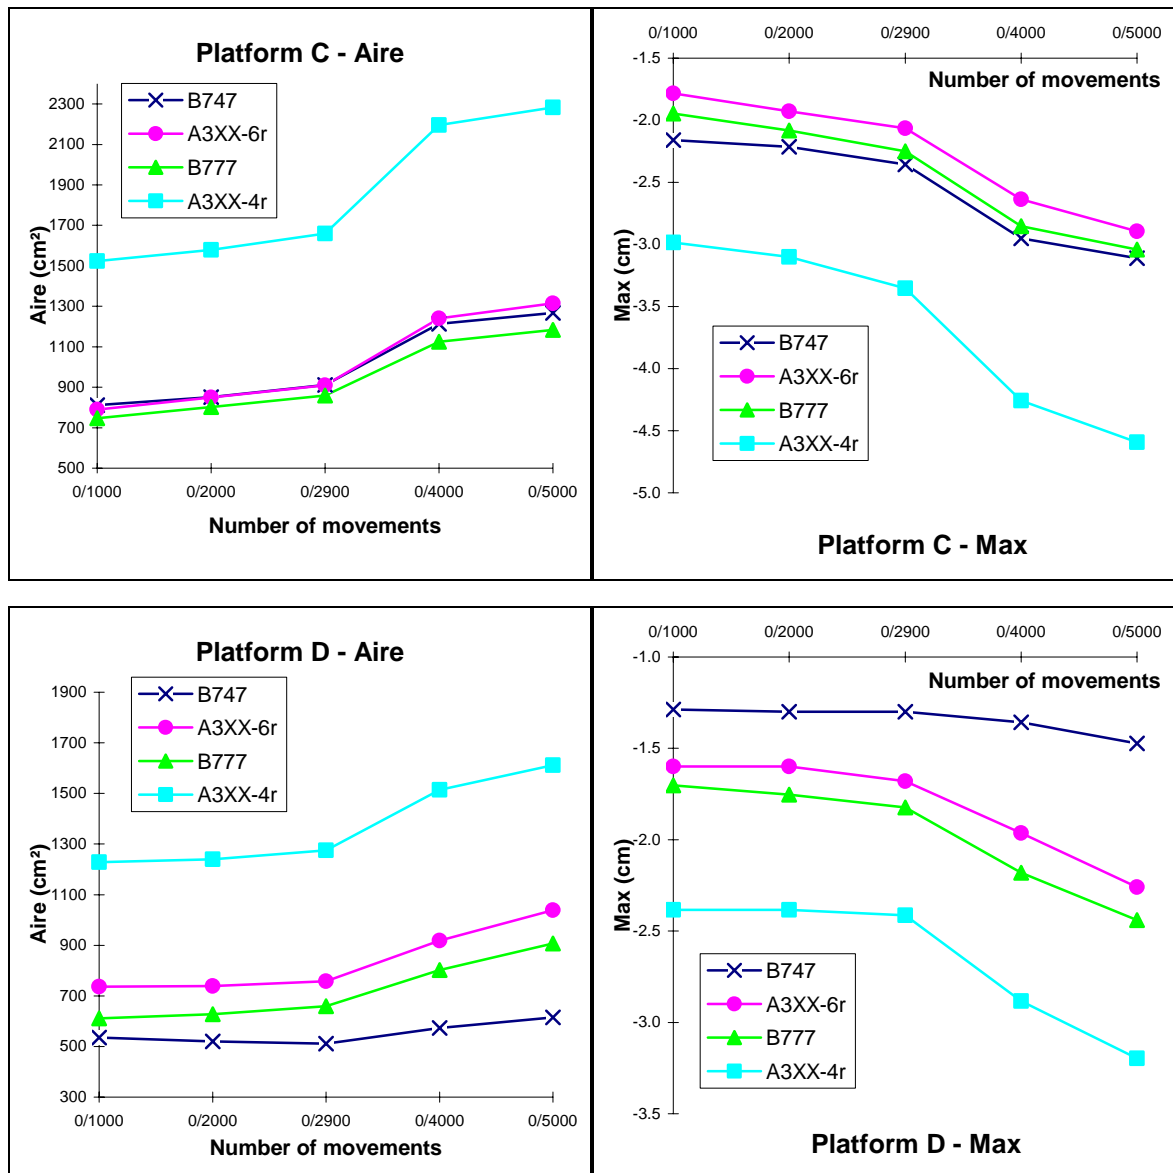 Platform C - Aire
B747
A3XX-6r
B777
A3XX-4r
Aire (cm²)
2300
2100
1900
1700
1500
1300
1100
900
700
500
0/1000 0/2000 0/2900 0/4000 0/5000
Number of movements
0/1000 0/2000 0/2900 0/4000 0/5000
Number of movements
Max (cm)
-1.5
-2.0
-2.5
-3.0
-3.5
-4.0
-4.5
-5.0
B747
A3XX-6r
B777
A3XX-4r
Platform C - Max
Platform D - Aire
B747
A3XX-6r
B777
A3XX-4r
Aire (cm²)
1900
1700
1500
1300
1100
900
700
500
300
0/1000 0/2000 0/2900 0/4000 0/5000
Number of movements
0/1000 0/2000 0/2900 0/4000 0/5000
Number of movements
Max (cm)
-1.0
-1.5
-2.0
-2.5
-3.0
-3.5
B747
A3XX-6r
B777
A3XX-4r
Platform D - Max